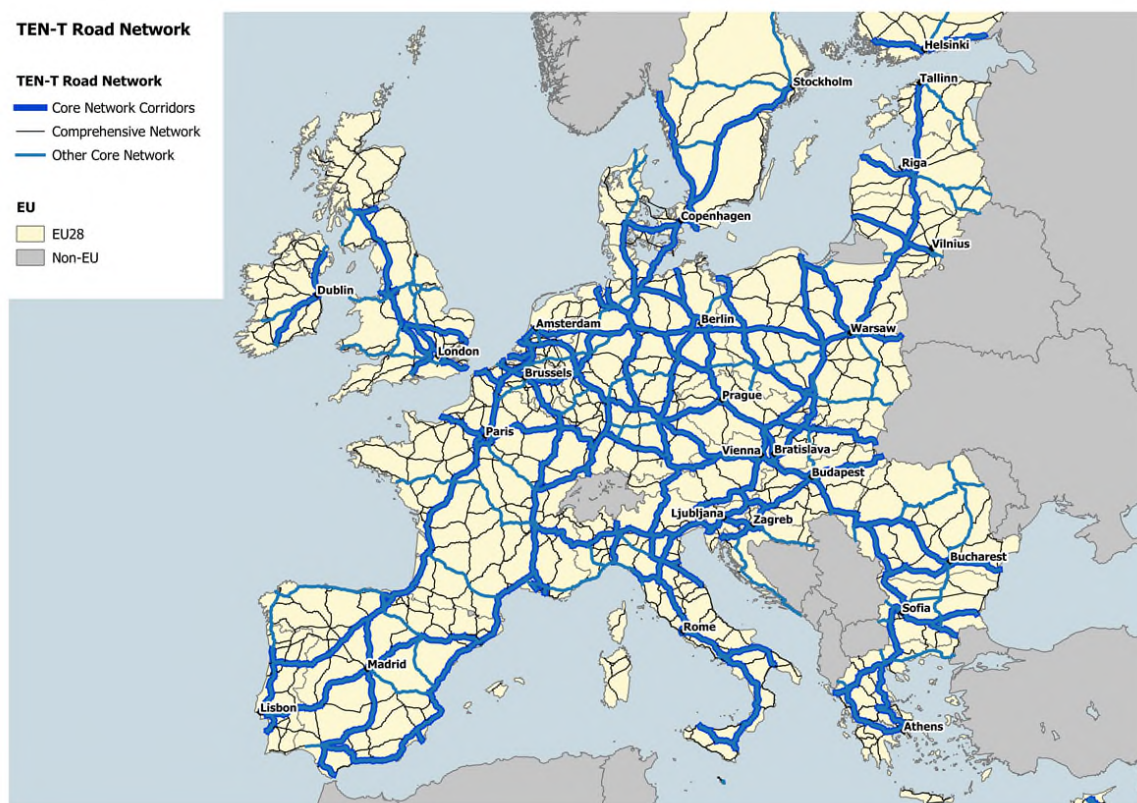 TEN-T Road Network
TEN-T Road Network
Core Network Corridors
Comprehensive Network
Other Core Network
EU
EU28
Non-EU
Helsinki
Tallinn
Stockholm
Riga
Copenhagen
Vilnius
Dublin
Amsterdam
Berlin
Warsaw
London
Brussels
Prague
Paris
Vienna
Bratislava
Budapest
Ljubljana
Zagreb
Bucharest
Sofia
Rome
Madrid
Lisbon
Athens